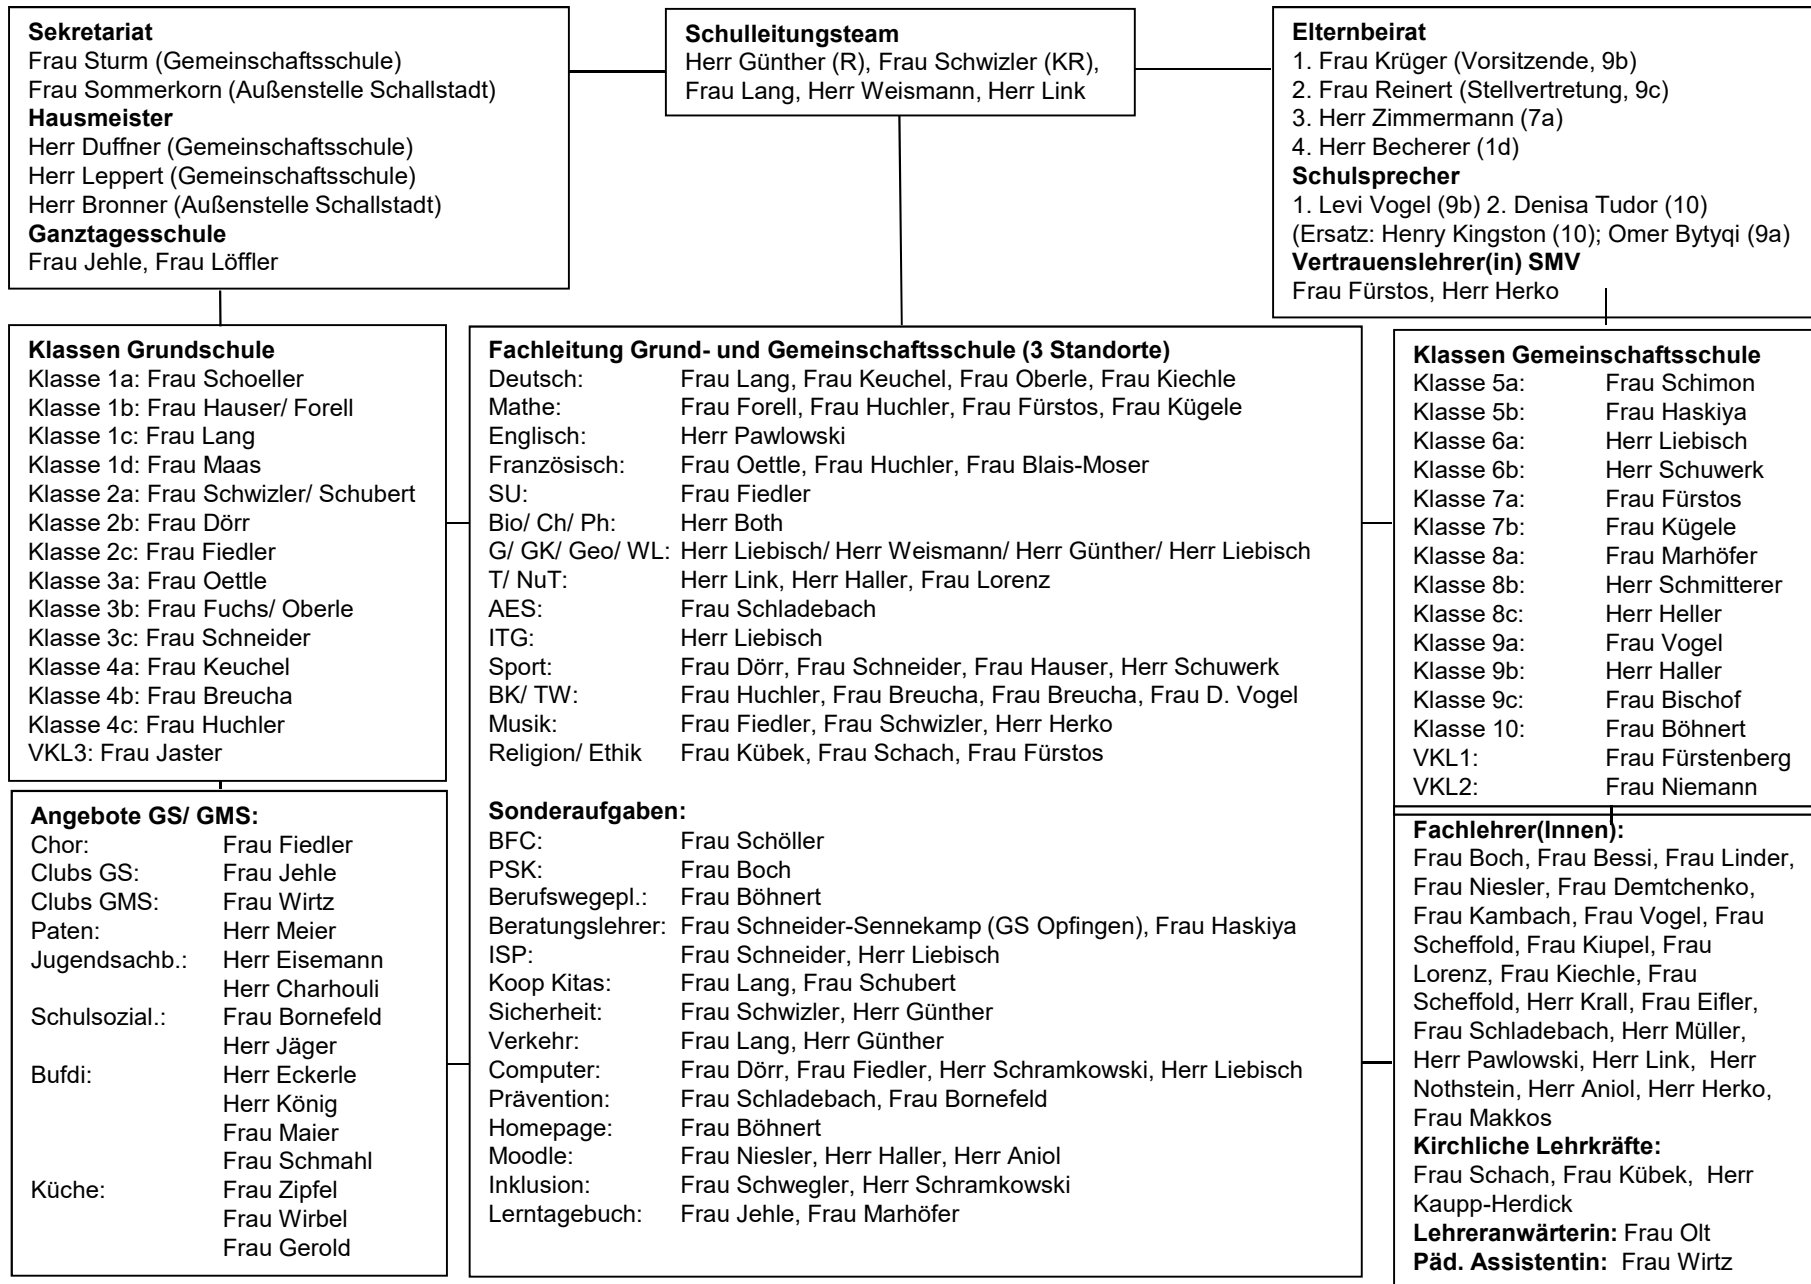 Sekretariat
Frau Sturm (Gemeinschaftsschule)
Frau Sommerkorn (Außenstelle Schallstadt)
Hausmeister
Herr Duffner (Gemeinschaftsschule)
Herr Leppert (Gemeinschaftsschule)
Herr Bronner (Außenstelle Schallstadt)
Ganztagesschule
Frau Jehle, Frau Löffler
Schulleitungsteam
Herr Günther (R), Frau Schwizler (KR),
Frau Lang, Herr Weismann, Herr Link
Elternbeirat
1. Frau Krüger (Vorsitzende, 9b)
2. Frau Reinert (Stellvertretung, 9c)
3. Herr Zimmermann (7a)
4. Herr Becherer (1d)
Schulsprecher
1. Levi Vogel (9b) 2. Denisa Tudor (10)
(Ersatz: Henry Kingston (10); Omer Bytyqi (9a)
Vertrauenslehrer(in) SMV
Frau Fürstos, Herr Herko
Klassen Grundschule
Klasse 1a: Frau Schoeller
Klasse 1b: Frau Hauser/ Forell
Klasse 1c: Frau Lang
Klasse 1d: Frau Maas
Klasse 2a: Frau Schwizler/ Schubert
Klasse 2b: Frau Dörr
Klasse 2c: Frau Fiedler
Klasse 3a: Frau Oettle
Klasse 3b: Frau Fuchs/ Oberle
Klasse 3c: Frau Schneider
Klasse 4a: Frau Keuchel
Klasse 4b: Frau Breucha
Klasse 4c: Frau Huchler
VKL3: Frau Jaster
Fachleitung Grund- und Gemeinschaftsschule (3 Standorte)
Deutsch: Frau Lang, Frau Keuchel, Frau Oberle, Frau Kiechle
Mathe: Frau Forell, Frau Huchler, Frau Fürstos, Frau Kügele
Englisch: Herr Pawlowski
Französisch: Frau Oettle, Frau Huchler, Frau Blais-Moser
SU: Frau Fiedler
Bio/ Ch/ Ph: Herr Both
G/ GK/ Geo/ WL: Herr Liebisch/ Herr Weismann/ Herr Günther/ Herr Liebisch
T/ NuT: Herr Link, Herr Haller, Frau Lorenz
AES: Frau Schladebach
ITG: Herr Liebisch
Sport: Frau Dörr, Frau Schneider, Frau Hauser, Herr Schuwerk
BK/ TW: Frau Huchler, Frau Breucha, Frau Breucha, Frau D. Vogel
Musik: Frau Fiedler, Frau Schwizler, Herr Herko
Religion/ Ethik Frau Kübek, Frau Schach, Frau Fürstos
Sonderaufgaben:
BFC: Frau Schöller
PSK: Frau Boch
Berufswegepl.: Frau Böhnert
Beratungslehrer: Frau Schneider-Sennekamp (GS Opfingen), Frau Haskiya
ISP: Frau Schneider, Herr Liebisch
Koop Kitas: Frau Lang, Frau Schubert
Sicherheit: Frau Schwizler, Herr Günther
Verkehr: Frau Lang, Herr Günther
Computer: Frau Dörr, Frau Fiedler, Herr Schramkowski, Herr Liebisch
Prävention: Frau Schladebach, Frau Bornefeld
Homepage: Frau Böhnert
Moodle: Frau Niesler, Herr Haller, Herr Aniol
Inklusion: Frau Schwegler, Herr Schramkowski
Lerntagebuch: Frau Jehle, Frau Marhöfer
Klassen Gemeinschaftsschule
Klasse 5a: Frau Schimon
Klasse 5b: Frau Haskiya
Klasse 6a: Herr Liebisch
Klasse 6b: Herr Schuwerk
Klasse 7a: Frau Fürstos
Klasse 7b: Frau Kügele
Klasse 8a: Frau Marhöfer
Klasse 8b: Herr Schmitterer
Klasse 8c: Herr Heller
Klasse 9a: Frau Vogel
Klasse 9b: Herr Haller
Klasse 9c: Frau Bischof
Klasse 10: Frau Böhnert
VKL1: Frau Fürstenberg
VKL2: Frau Niemann
Angebote GS/ GMS:
Chor: Frau Fiedler
Clubs GS: Frau Jehle
Clubs GMS: Frau Wirtz
Paten: Herr Meier
Jugendsachb.: Herr Eisemann
Herr Charhouli
Schulsozial.: Frau Bornefeld
Herr Jäger
Bufdi: Herr Eckerle
Herr König
Frau Maier
Frau Schmahl
Küche: Frau Zipfel
Frau Wirbel
Frau Gerold
Fachlehrer(Innen):
Frau Boch, Frau Bessi, Frau Linder,
Frau Niesler, Frau Demtchenko,
Frau Kambach, Frau Vogel, Frau
Scheffold, Frau Kiupel, Frau
Lorenz, Frau Kiechle, Frau
Scheffold, Herr Krall, Frau Eifler,
Frau Schladebach, Herr Müller,
Herr Pawlowski, Herr Link, Herr
Nothstein, Herr Aniol, Herr Herko,
Frau Makkos
Kirchliche Lehrkräfte:
Frau Schach, Frau Kübek, Herr
Kaupp-Herdick
Lehreranwärterin: Frau Olt
Päd. Assistentin: Frau Wirtz